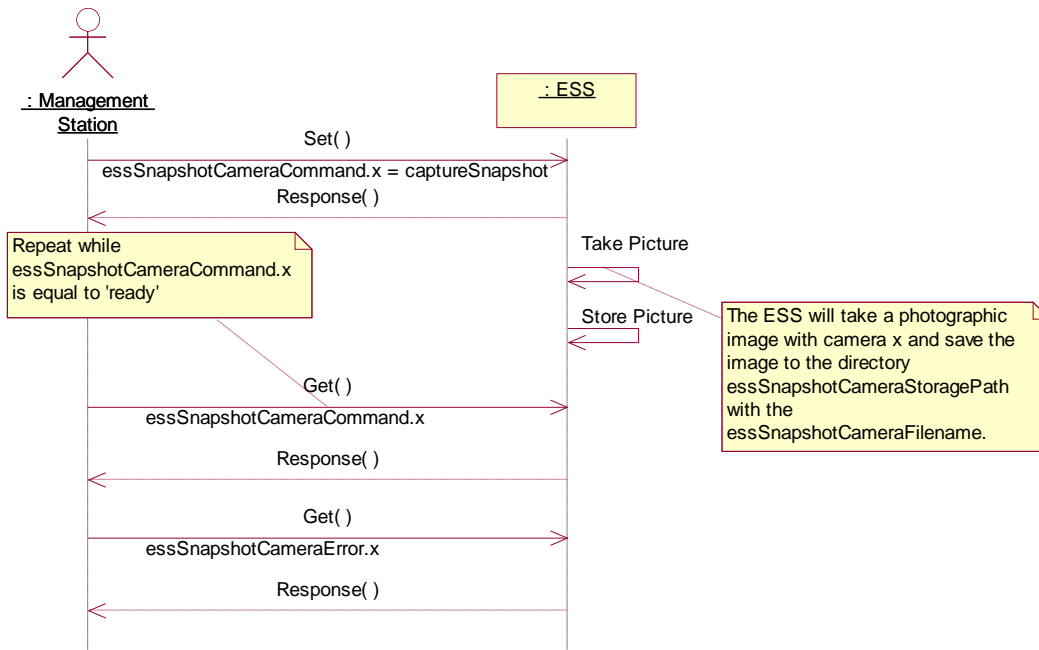 : Management
Station
: ESS
Set( )
essSnapshotCameraCommand.x = captureSnapshot
Response( )
Repeat while
essSnapshotCameraCommand.x
is equal to 'ready'
Take Picture
Store Picture
The ESS will take a photographic
image with camera x and save the
image to the directory
essSnapshotCameraStoragePath
with the
essSnapshotCameraFilename.
Get( )
essSnapshotCameraCommand.x
Response( )
Get( )
essSnapshotCameraError.x
Response( )